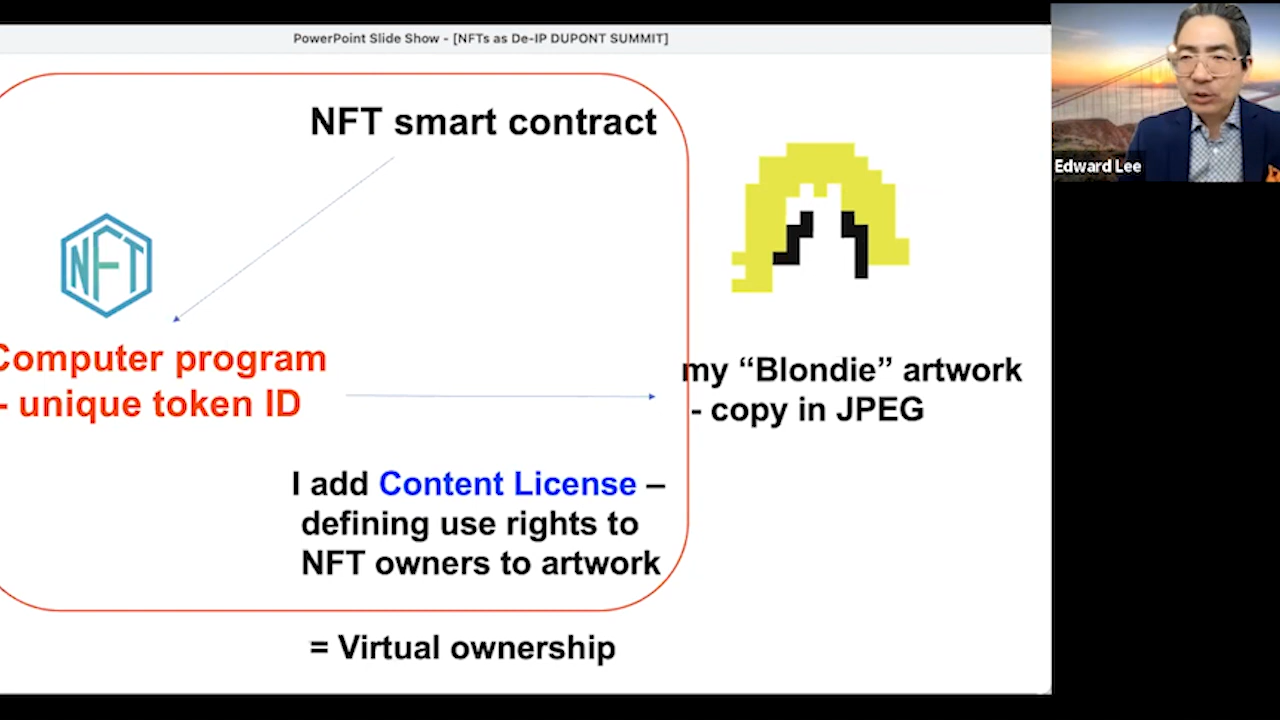 PowerPoint Slide Show - [NFTs as De-IP DUPONT SUMMIT]
NFT smart contract
Edward Lee
NFT
Computer program
- unique token ID
my “Blondie” artwork
- copy in JPEG
I add Content License –
defining use rights to
NFT owners to artwork
= Virtual ownership